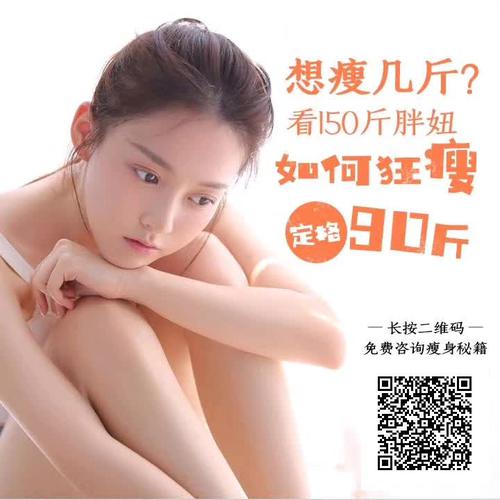 想瘦几斤?
看150斤胖妞
如何狂瘦
定格90斤
— 长按二维码 —
免费咨询瘦身秘籍